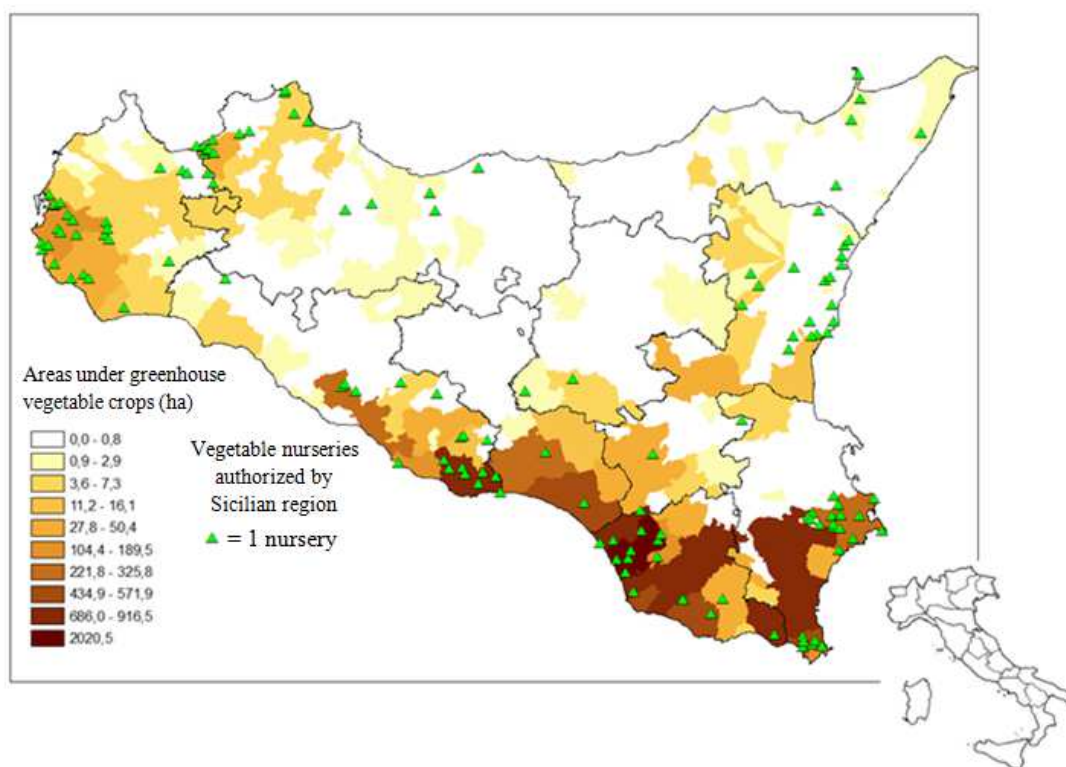 Areas under greenhouse
vegetable crops (ha)
0,0 - 0,8
0,9 - 2,9
3,6 - 7,3
11,2 - 16,1
27,8 - 50,4
104,4 - 189,5
221,8 - 325,8
434,9 - 571,9
686,0 - 916,5
2020,5
Vegetable nurseries
authorized by
Sicilian region
= 1 nursery